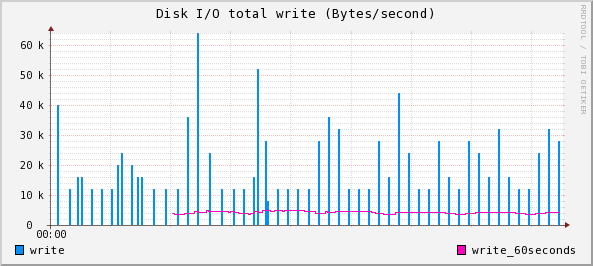 Disk I/O total write (Bytes/second)
RRDTOOL / TOBI OETIKER
60 k
50 k
40 k
30 k
20 k
10 k
0
00:00
write
write_60seconds